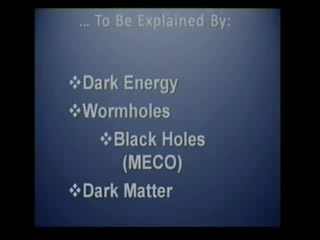 ... To Be Explained By:
❖Dark Energy
❖Wormholes
❖Black Holes
(MECO)
❖Dark Matter